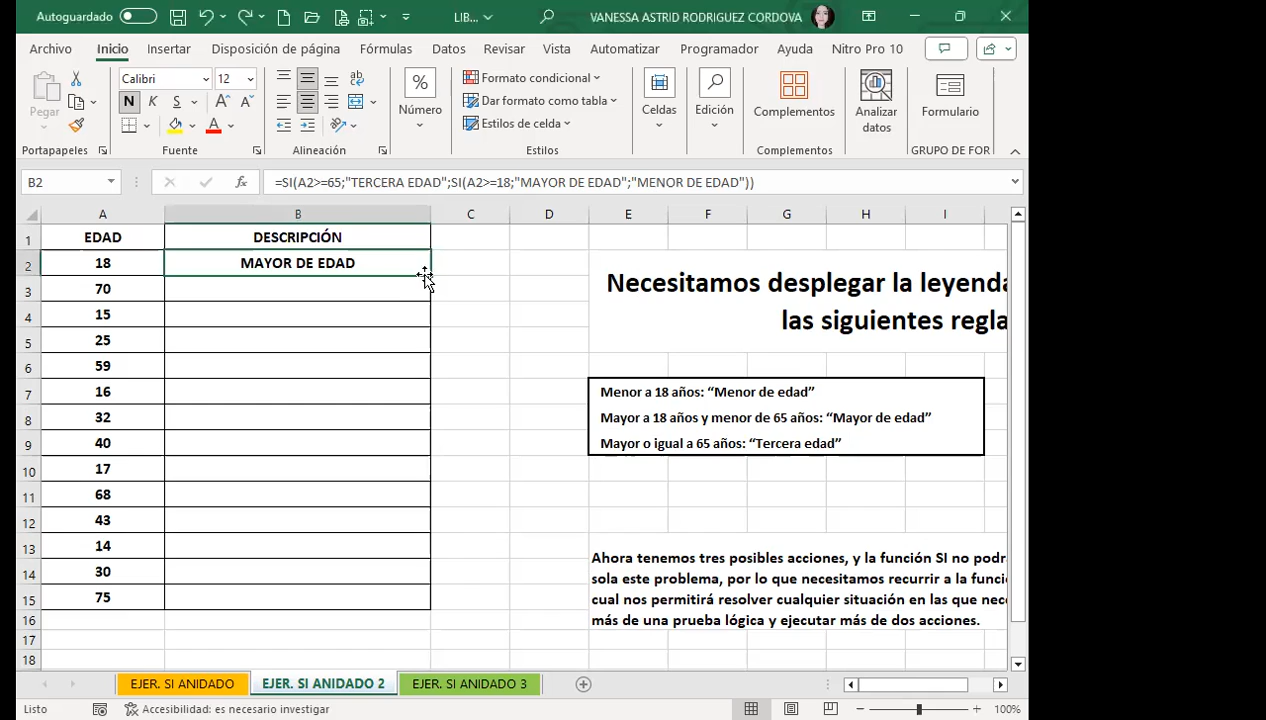 Autoguardado
LIB...
VANESSA ASTRID RODRIGUEZ CORDOVA
Archivo Inicio Insertar Disposición de página Fórmulas Datos Revisar Vista Automatizar Programador Ayuda Nitro Pro 10
Pegar
Calibri 12
N K S A A A
ab
%
Número
Formato condicional
Dar formato como tabla
Estilos de celda
Celdas
Edición
Complementos
Analizar
datos
Formulario
Portapapeles Fuente Alineación Estilos Complementos GRUPO DE FOR
B2 fx =SI(A2>=65;"TERCERA EDAD";SI(A2>=18;"MAYOR DE EDAD";"MENOR DE EDAD"))
A B C D E F G H I
1 EDAD DESCRIPCIÓN
2 18 MAYOR DE EDAD
3 70
4 15
5 25
6 59
7 16
8 32
9 40
10 17
11 68
12 43
13 14
14 30
15 75
16
17
18
Necesitamos desplegar la leyenda
las siguientes regla
Menor a 18 años: “Menor de edad”
Mayor a 18 años y menor de 65 años: “Mayor de edad”
Mayor o igual a 65 años: “Tercera edad”
Ahora tenemos tres posibles acciones, y la función SI no podr
sola este problema, por lo que necesitamos recurrir a la funci
cual nos permitirá resolver cualquier situación en las que nec
más de una prueba lógica y ejecutar más de dos acciones.
EJER. SI ANIDADO EJER. SI ANIDADO 2 EJER. SI ANIDADO 3
Listo Accesibilidad: es necesario investigar 100%